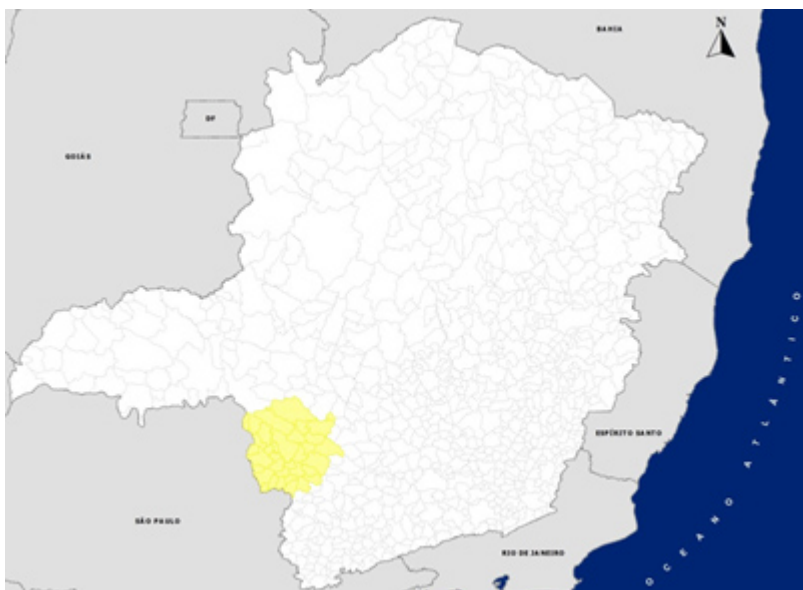 BAHIA
N
DF
GOIÁS
ESPÍRITO SANTO
SÃO PAULO
RIO DE JANEIRO
OCEANO ATLÂNTICO